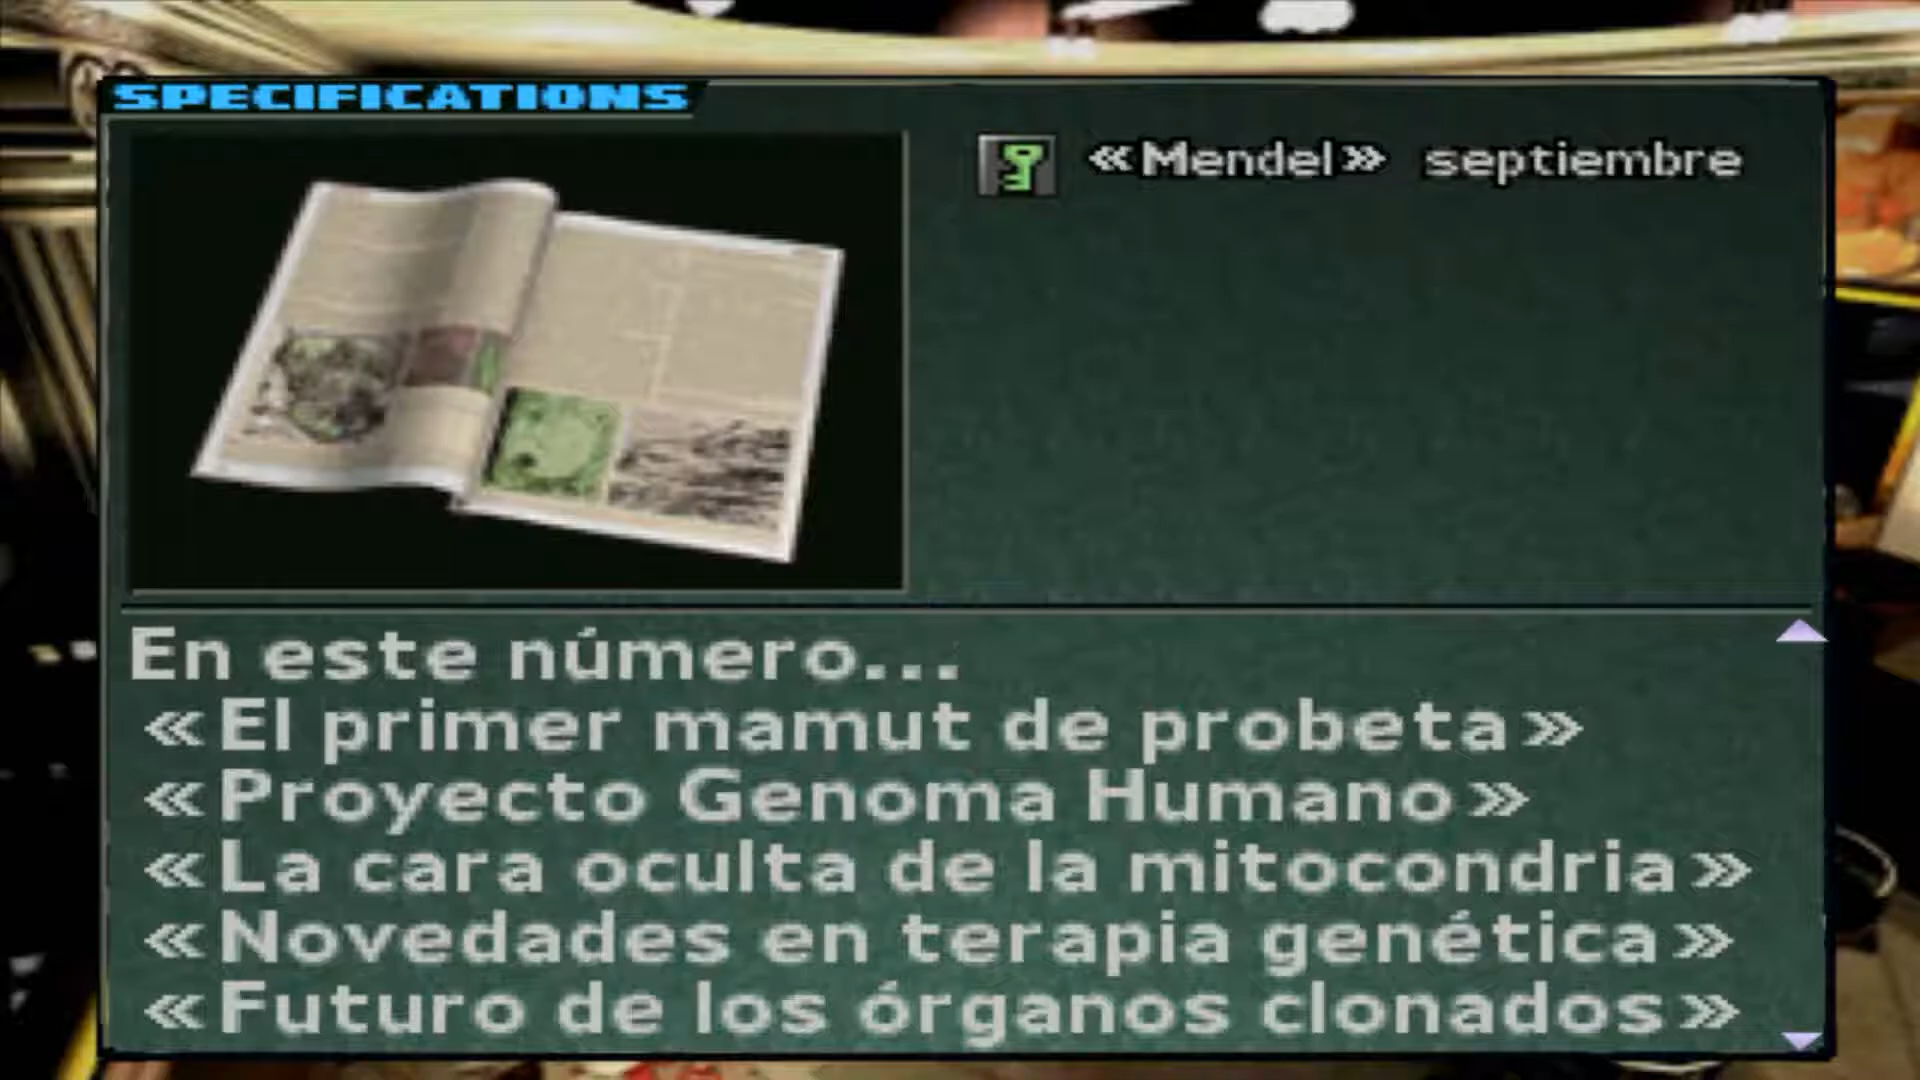 SPECIFICATIONS
«Mendel» septiembre
En este número...
«El primer mamut de probeta»
«Proyecto Genoma Humano»
«La cara oculta de la mitocondria»
«Novedades en terapia genética»
«Futuro de los órganos clonados»